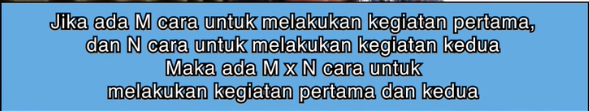 Jika ada M cara untuk melakukan kegiatan pertama,
dan N cara untuk melakukan kegiatan kedua
Maka ada M x N cara untuk
melakukan kegiatan pertama dan kedua